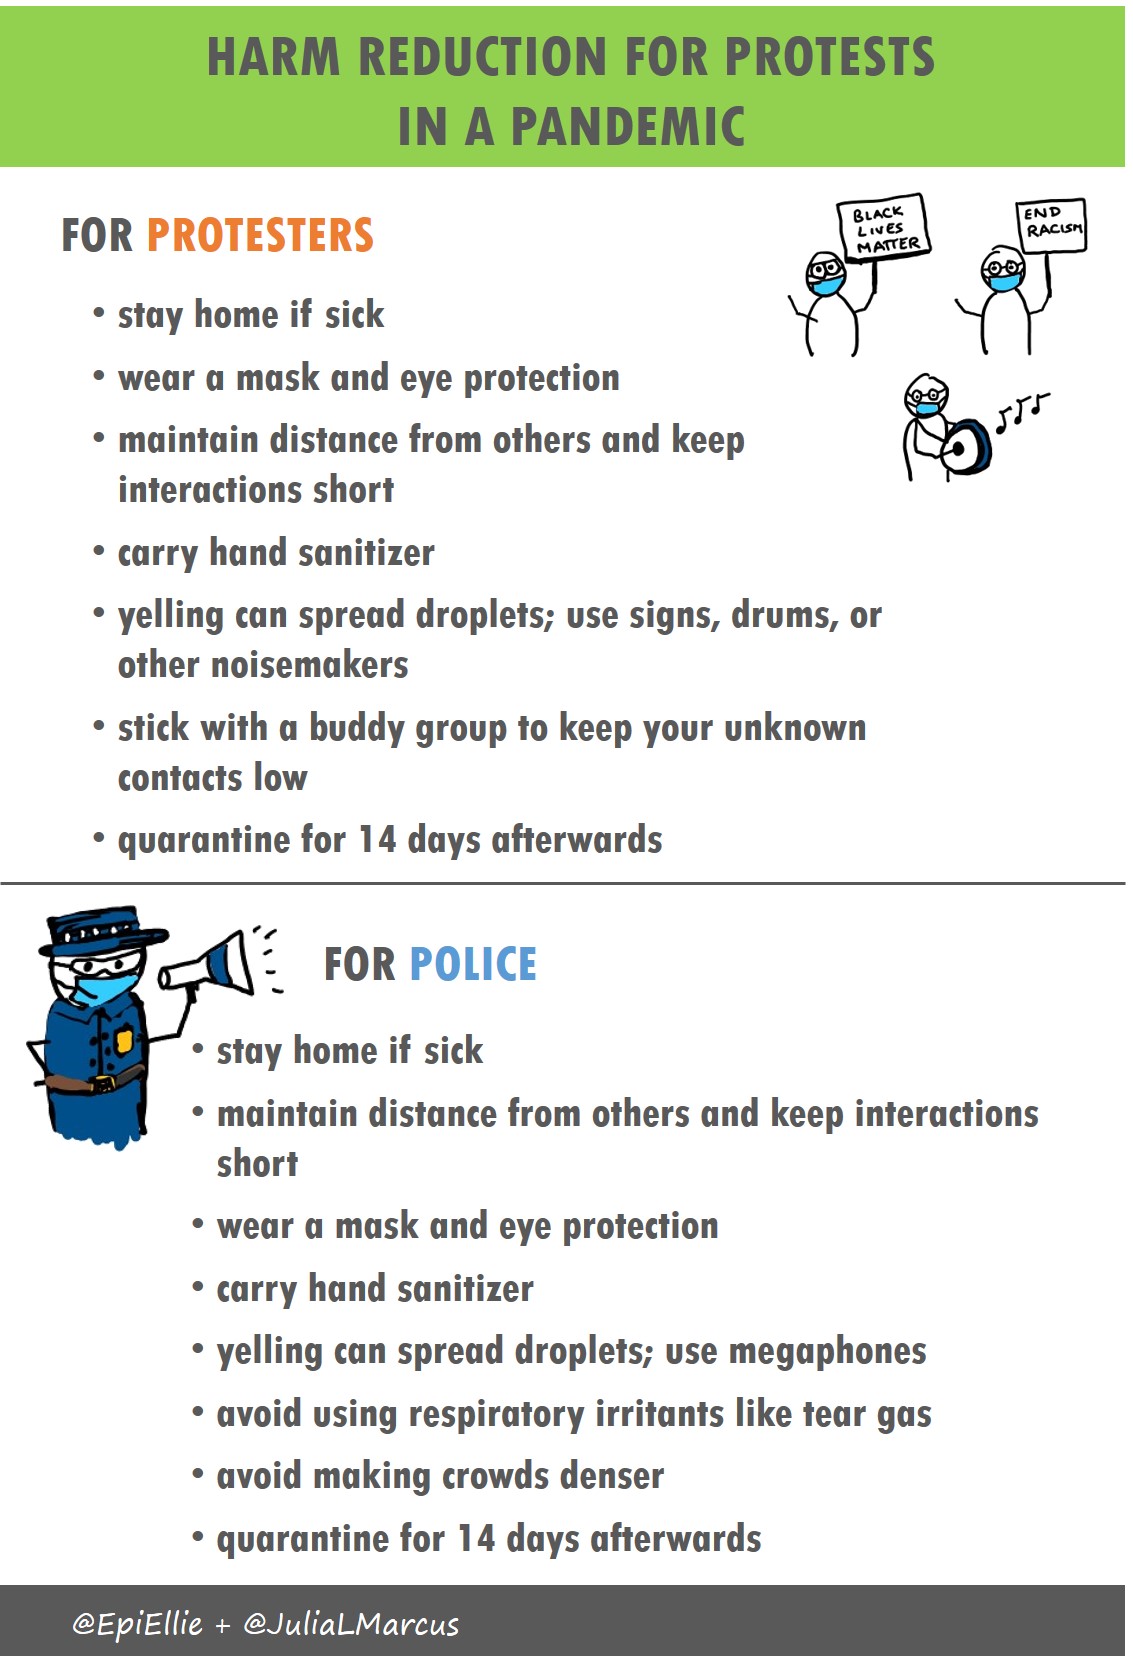 HARM REDUCTION FOR PROTESTS
IN A PANDEMIC
FOR PROTESTERS
BLACK
LIVES
MATTER
END
RACISM
• stay home if sick
• wear a mask and eye protection
• maintain distance from others and keep
interactions short
• carry hand sanitizer
• yelling can spread droplets; use signs, drums, or
other noisemakers
• stick with a buddy group to keep your unknown
contacts low
• quarantine for 14 days afterwards
FOR POLICE
• stay home if sick
• maintain distance from others and keep interactions
short
• wear a mask and eye protection
• carry hand sanitizer
• yelling can spread droplets; use megaphones
• avoid using respiratory irritants like tear gas
• avoid making crowds denser
• quarantine for 14 days afterwards
@EpiEllie + @JuliaLMarcus